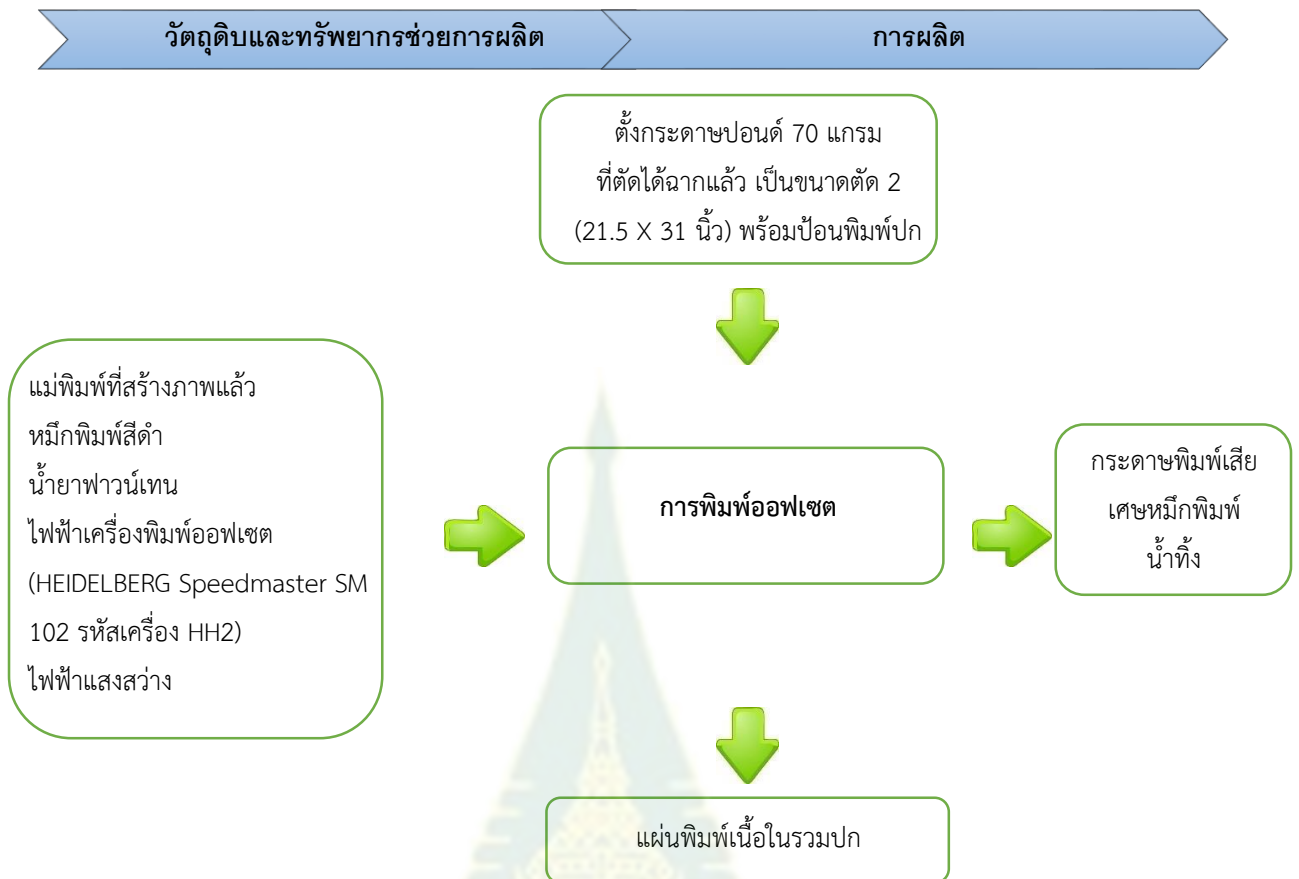 วัตถุดิบและทรัพยากรช่วยการผลิต
การผลิต
ตั้งกระดาษปอนด์ 70 แกรม
ที่ตัดได้ฉากแล้ว เป็นขนาดตัด 2
(21.5 X 31 นิ้ว) พร้อมป้อนพิมพ์ปก
แม่พิมพ์ที่สร้างภาพแล้ว
หมึกพิมพ์สีดำ
น้ำยาฟาวน์เทน
ไฟฟ้าเครื่องพิมพ์ออฟเซต
(HEIDELBERG Speedmaster SM
102 รหัสเครื่อง HH2)
ไฟฟ้าแสงสว่าง
การพิมพ์ออฟเซต
กระดาษพิมพ์เสีย
เศษหมึกพิมพ์
น้ำทิ้ง
แผ่นพิมพ์เนื้อในรวมปก